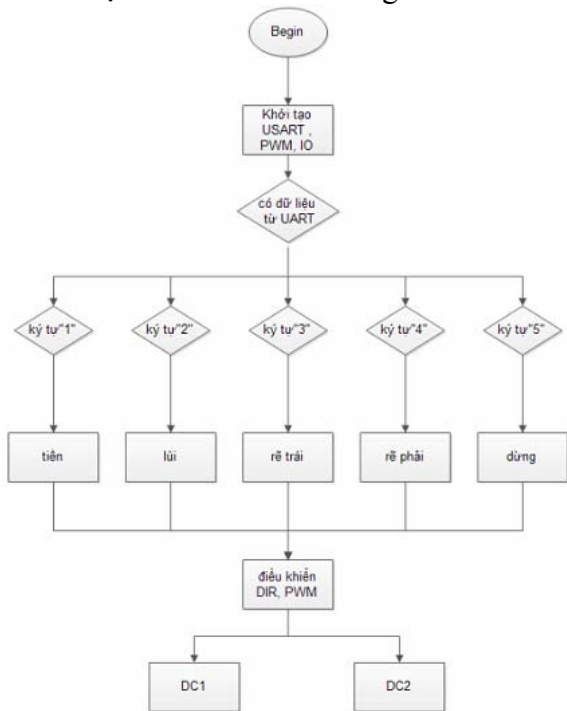 Begin
Khởi tạo
USART ,
PWM, IO
có dữ liệu
từ UART
ký tự"1"
ký tự"2"
ký tự"3"
ký tự"4"
ký tự"5"
tiến
lùi
rẽ trái
rẽ phải
dừng
điều khiển
DIR, PWM
DC1
DC2